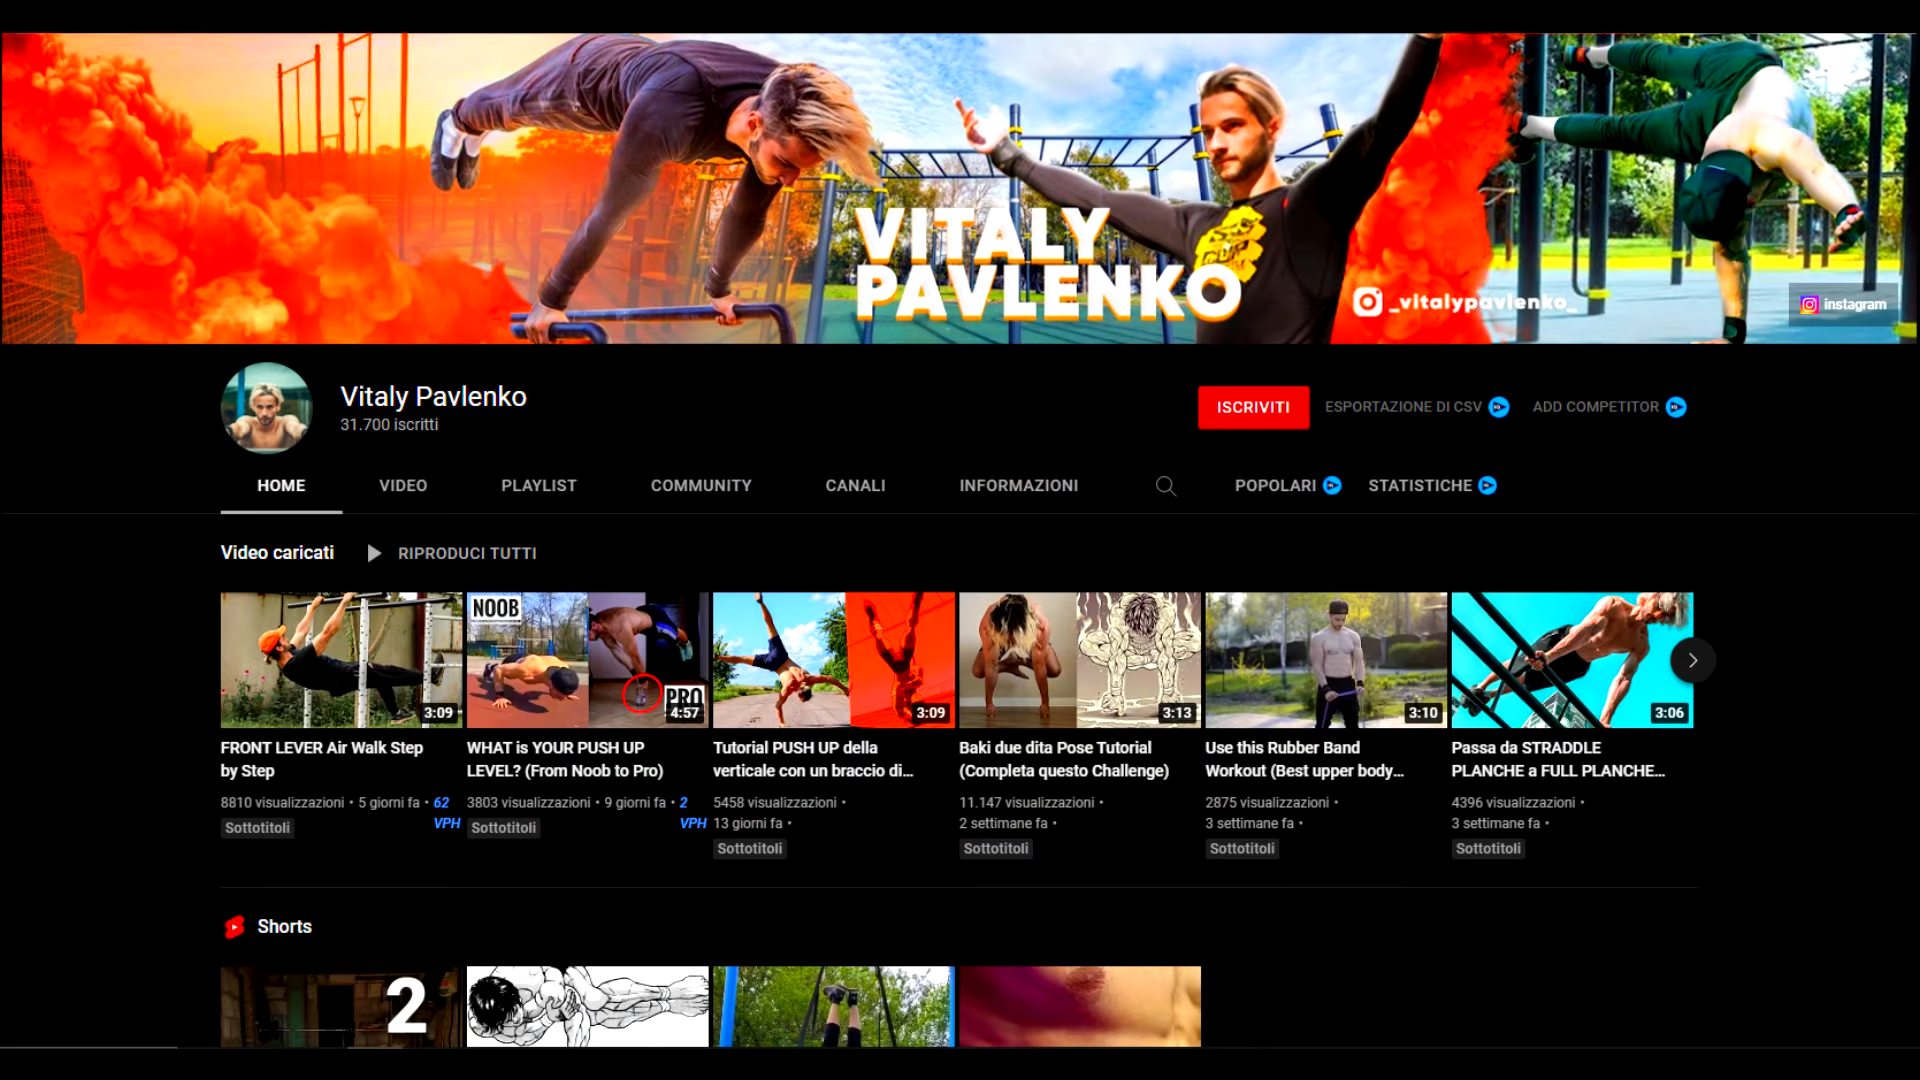 VITALY
PAVLENKO
_vitalypavlenko_
instagram
Vitaly Pavlenko
31.700 iscritti
ISCRIVITI
ESPORTAZIONE DI CSV
ADD COMPETITOR
HOME
VIDEO
PLAYLIST
COMMUNITY
CANALI
INFORMAZIONI
POPOLARI
STATISTICHE
Video caricati
RIPRODUCI TUTTI
3:09
FRONT LEVER Air Walk Step
by Step
8810 visualizzazioni • 5 giorni fa • 62
VPH
Sottotitoli
NOOB
PRO
4:57
WHAT is YOUR PUSH UP
LEVEL? (From Noob to Pro)
3803 visualizzazioni • 9 giorni fa • 2
VPH
Sottotitoli
3:09
Tutorial PUSH UP della
verticale con un braccio di...
5458 visualizzazioni •
13 giorni fa •
Sottotitoli
3:13
Baki due dita Pose Tutorial
(Completa questo Challenge)
11.147 visualizzazioni •
2 settimane fa •
Sottotitoli
3:10
Use this Rubber Band
Workout (Best upper body...
2875 visualizzazioni •
3 settimane fa •
Sottotitoli
3:06
Passa da STRADDLE
PLANCHE a FULL PLANCHE...
4396 visualizzazioni •
3 settimane fa •
Sottotitoli
Shorts
2